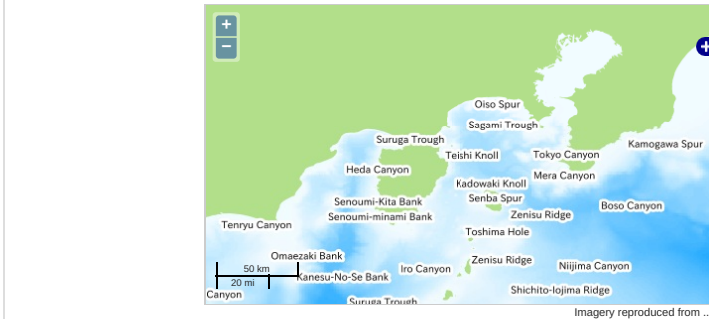 +
−
Oiso Spur
Sagami Trough
Suruga Trough
Kamogawa Spur
Teishi Knoll
Tokyo Canyon
Heda Canyon
Mera Canyon
Kadowaki Knoll
Senoumi-Kita Bank
Senba Spur
Boso Canyon
Senoumi-minami Bank
Zenisu Ridge
Tenryu Canyon
Toshima Hole
Omaezaki Bank
Zenisu Ridge
50 km
Iro Canyon
Niijima Canyon
Kanesu-No-Se Bank
20 mi
Canyon
Shichito-Iojima Ridge
Suruga Trough
Imagery reproduced from ..